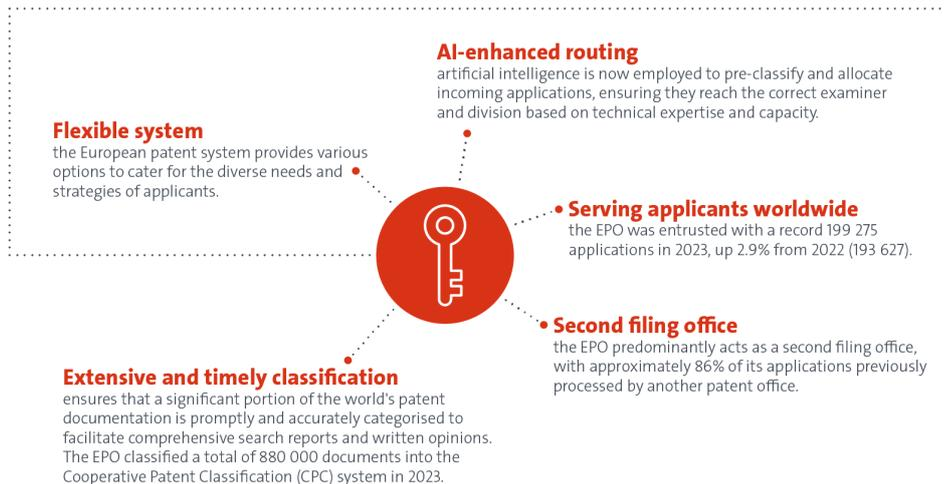 AI-enhanced routing
artificial intelligence is now employed to pre-classify and allocate
incoming applications, ensuring they reach the correct examiner
and division based on technical expertise and capacity.
Flexible system
the European patent system provides various
options to cater for the diverse needs and
strategies of applicants.
Serving applicants worldwide
the EPO was entrusted with a record 199 275
applications in 2023, up 2.9% from 2022 (193 627).
Second filing office
the EPO predominantly acts as a second filing office,
with approximately 86% of its applications previously
processed by another patent office.
Extensive and timely classification
ensures that a significant portion of the world's patent
documentation is promptly and accurately categorised to
facilitate comprehensive search reports and written opinions.
The EPO classified a total of 880 000 documents into the
Cooperative Patent Classification (CPC) system in 2023.